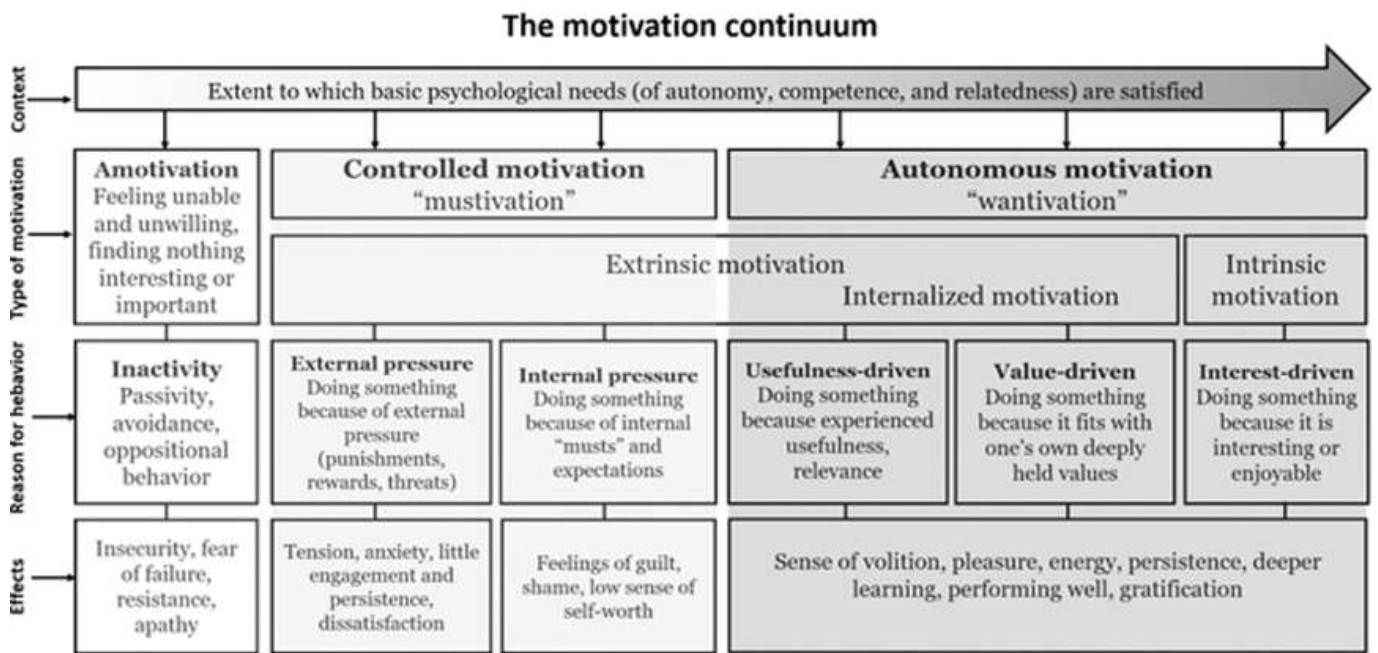 The motivation continuum
Context
Extent to which basic psychological needs (of autonomy, competence, and relatedness) are satisfied
Type of motivation
Amotivation
Feeling unable
and unwilling,
finding nothing
interesting or
important
Controlled motivation
“mustivation”
Autonomous motivation
“wantivation”
Extrinsic motivation
Internalized motivation
Intrinsic
motivation
Reason for hebavior
Inactivity
Passivity,
avoidance,
oppositional
behavior
External pressure
Doing something
because of external
pressure
(punishments,
rewards, threats)
Internal pressure
Doing something
because of internal
“musts” and
expectations
Usefulness-driven
Doing something
because experienced
usefulness,
relevance
Value-driven
Doing something
because it fits with
one’s own deeply
held values
Interest-driven
Doing something
because it is
interesting or
enjoyable
Effects
Insecurity, fear
of failure,
resistance,
apathy
Tension, anxiety, little
engagement and
persistence,
dissatisfaction
Feelings of guilt,
shame, low sense of
self-worth
Sense of volition, pleasure, energy, persistence, deeper
learning, performing well, gratification